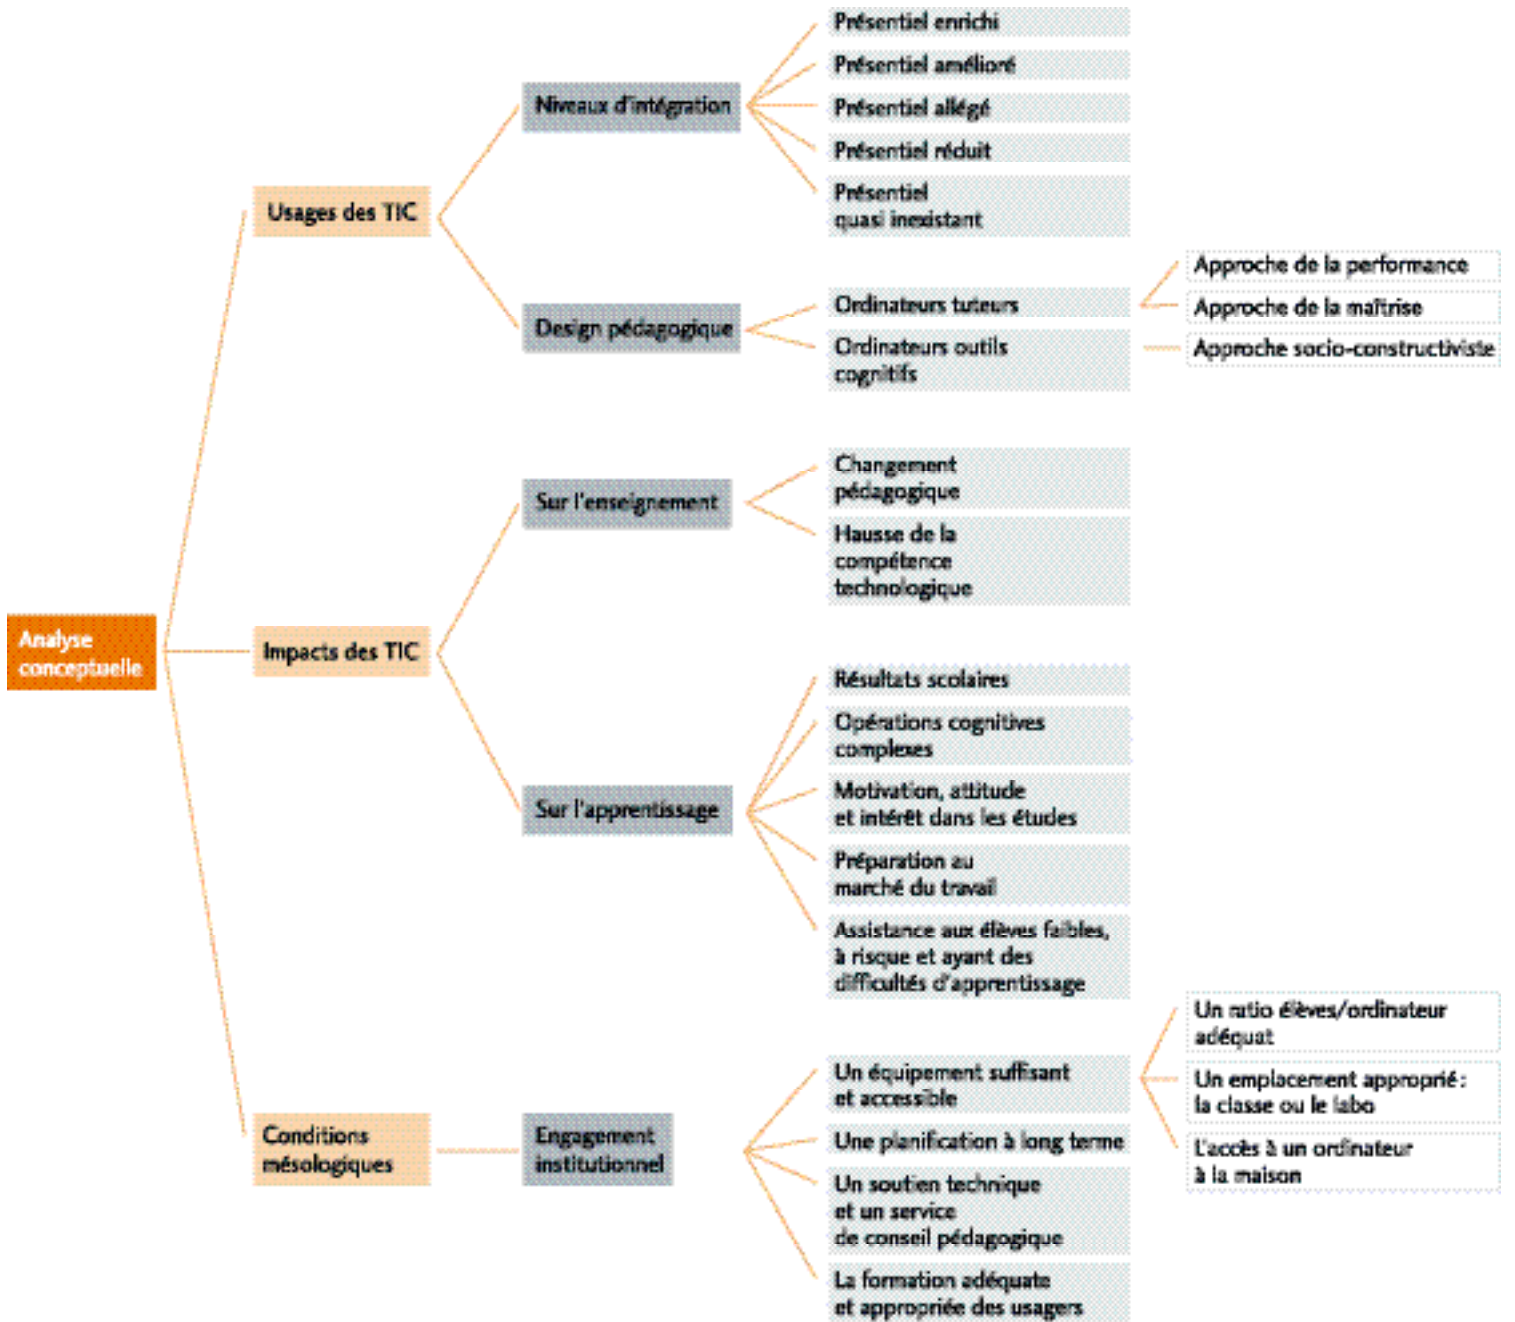 Analyse
conceptuelle
Usages des TIC
Niveaux d'intégration
Présentiel enrichi
Présentiel amélioré
Présentiel allégé
Présentiel réduit
Présentiel
quasi inexistant
Design pédagogique
Ordinateurs tuteurs
Approche de la performance
Approche de la maîtrise
Ordinateurs outils
cognitifs
Approche socio-constructiviste
Impacts des TIC
Sur l'enseignement
Changement
pédagogique
Hausse de la
compétence
technologique
Sur l'apprentissage
Résultats scolaires
Opérations cognitives
complexes
Motivation, attitude
et intérêt dans les études
Préparation au
marché du travail
Assistance aux élèves faibles,
à risque et ayant des
difficultés d'apprentissage
Conditions
mésologiques
Engagement
institutionnel
Un équipement suffisant
et accessible
Un ratio élèves/ordinateur
adéquat
Un emplacement approprié :
la classe ou le labo
L'accès à un ordinateur
à la maison
Une planification à long terme
Un soutien technique
et un service
de conseil pédagogique
La formation adéquate
et appropriée des usagers